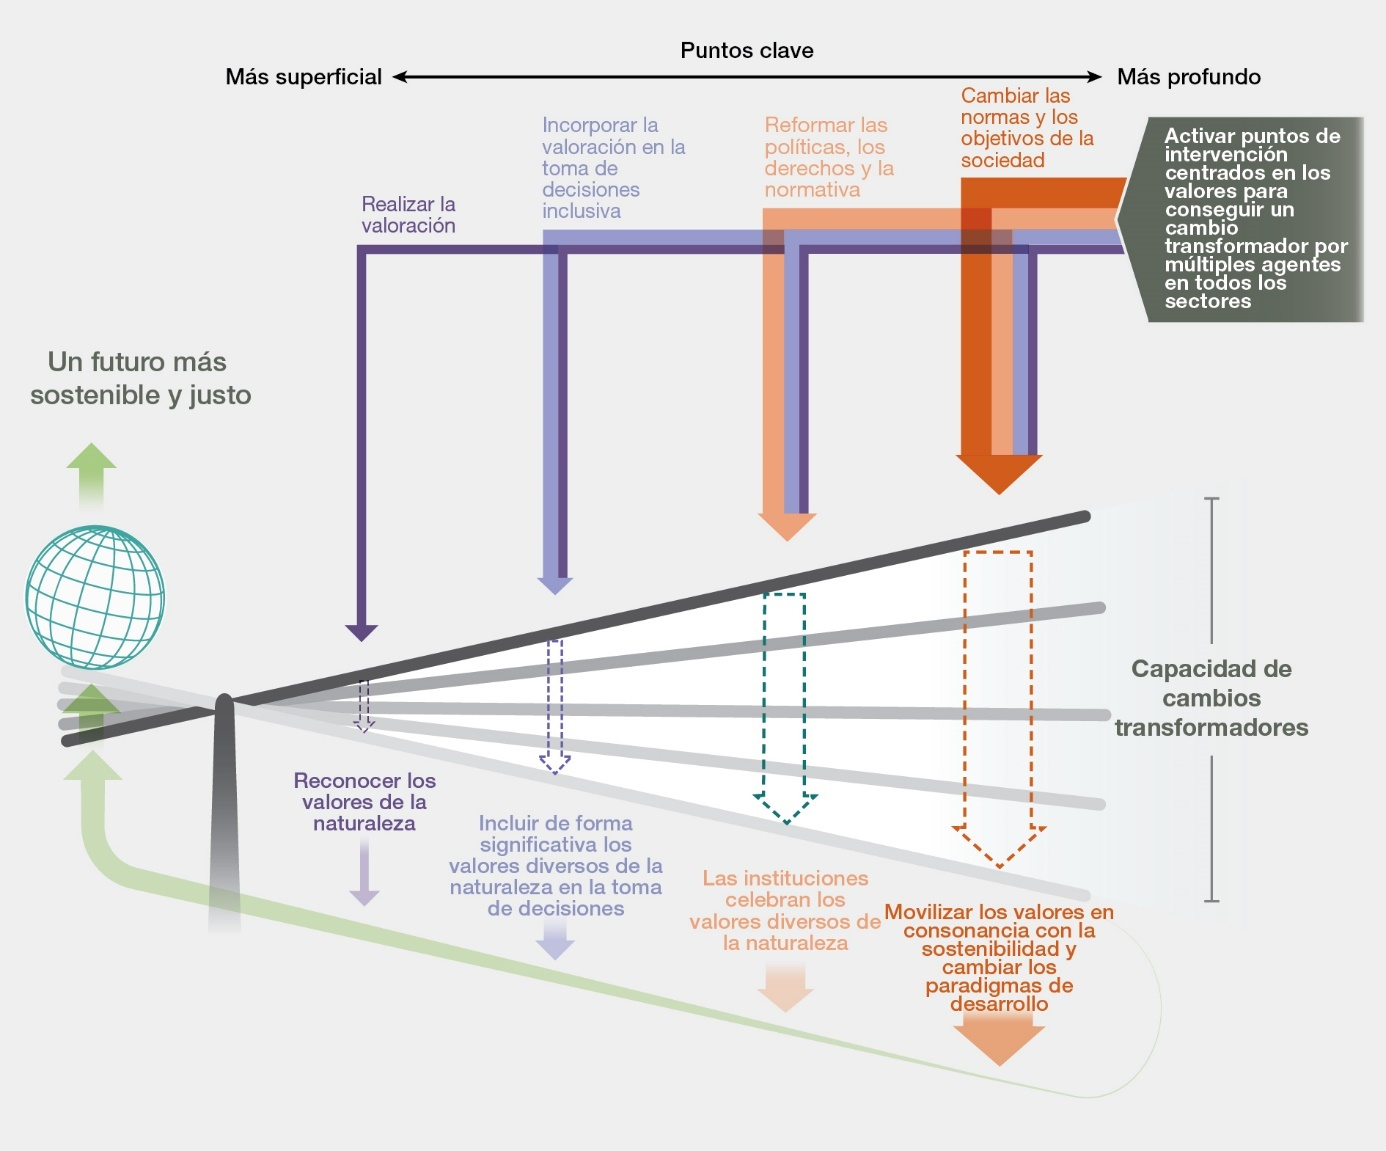 Puntos clave
Más superficial
Más profundo
Realizar la
valoración
Incorporar la
valoración en la
toma de
decisiones
inclusiva
Reformar las
políticas, los
derechos y la
normativa
Cambiar las
normas y los
objetivos de la
sociedad
Activar puntos de
intervención
centrados en los
valores para
conseguir un
cambio
transformador por
múltiples agentes
en todos los
sectores
Un futuro más
sostenible y justo
Capacidad de
cambios
transformadores
Reconocer los
valores de la
naturaleza
Incluir de forma
significativa los
valores diversos de la
naturaleza en la toma
de decisiones
Las instituciones
celebran los
valores diversos de
la naturaleza
Movilizar los valores en
consonancia con la
sostenibilidad y
cambiar los
paradigmas de
desarrollo